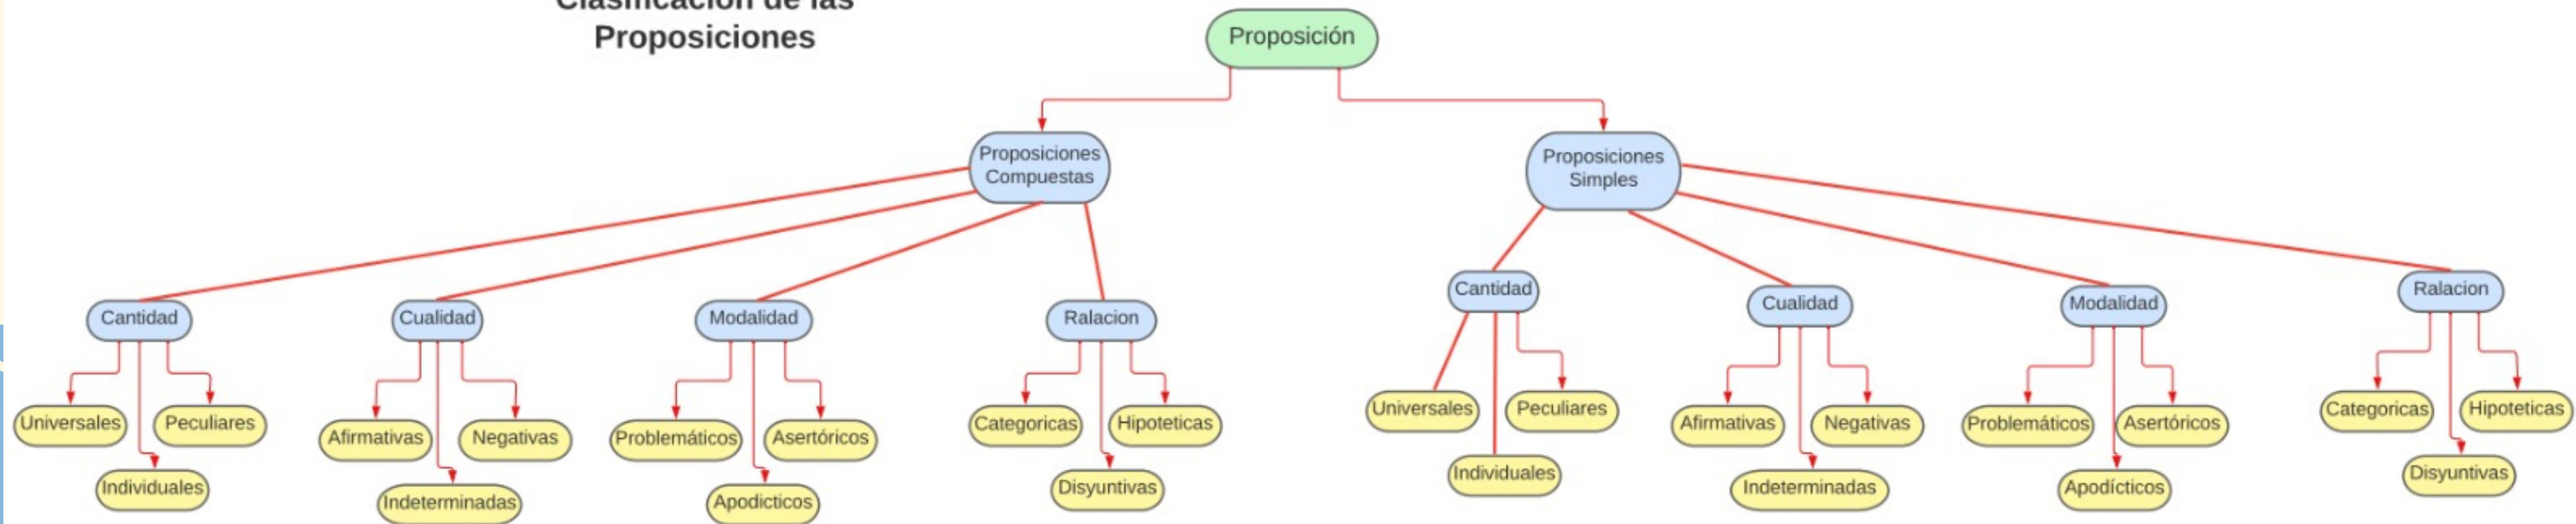 Clasificación de las
Proposiciones
Proposición
Proposiciones
Compuestas
Proposiciones
Simples
Cantidad
Cualidad
Modalidad
Ralacion
Cantidad
Cualidad
Modalidad
Ralacion
Universales
Peculiares
Individuales
Afirmativas
Negativas
Indeterminadas
Problemáticos
Asertóricos
Apodicticos
Categoricas
Hipoteticas
Disyuntivas
Universales
Peculiares
Individuales
Afirmativas
Negativas
Indeterminadas
Problemáticos
Asertóricos
Apodícticos
Categoricas
Hipoteticas
Disyuntivas